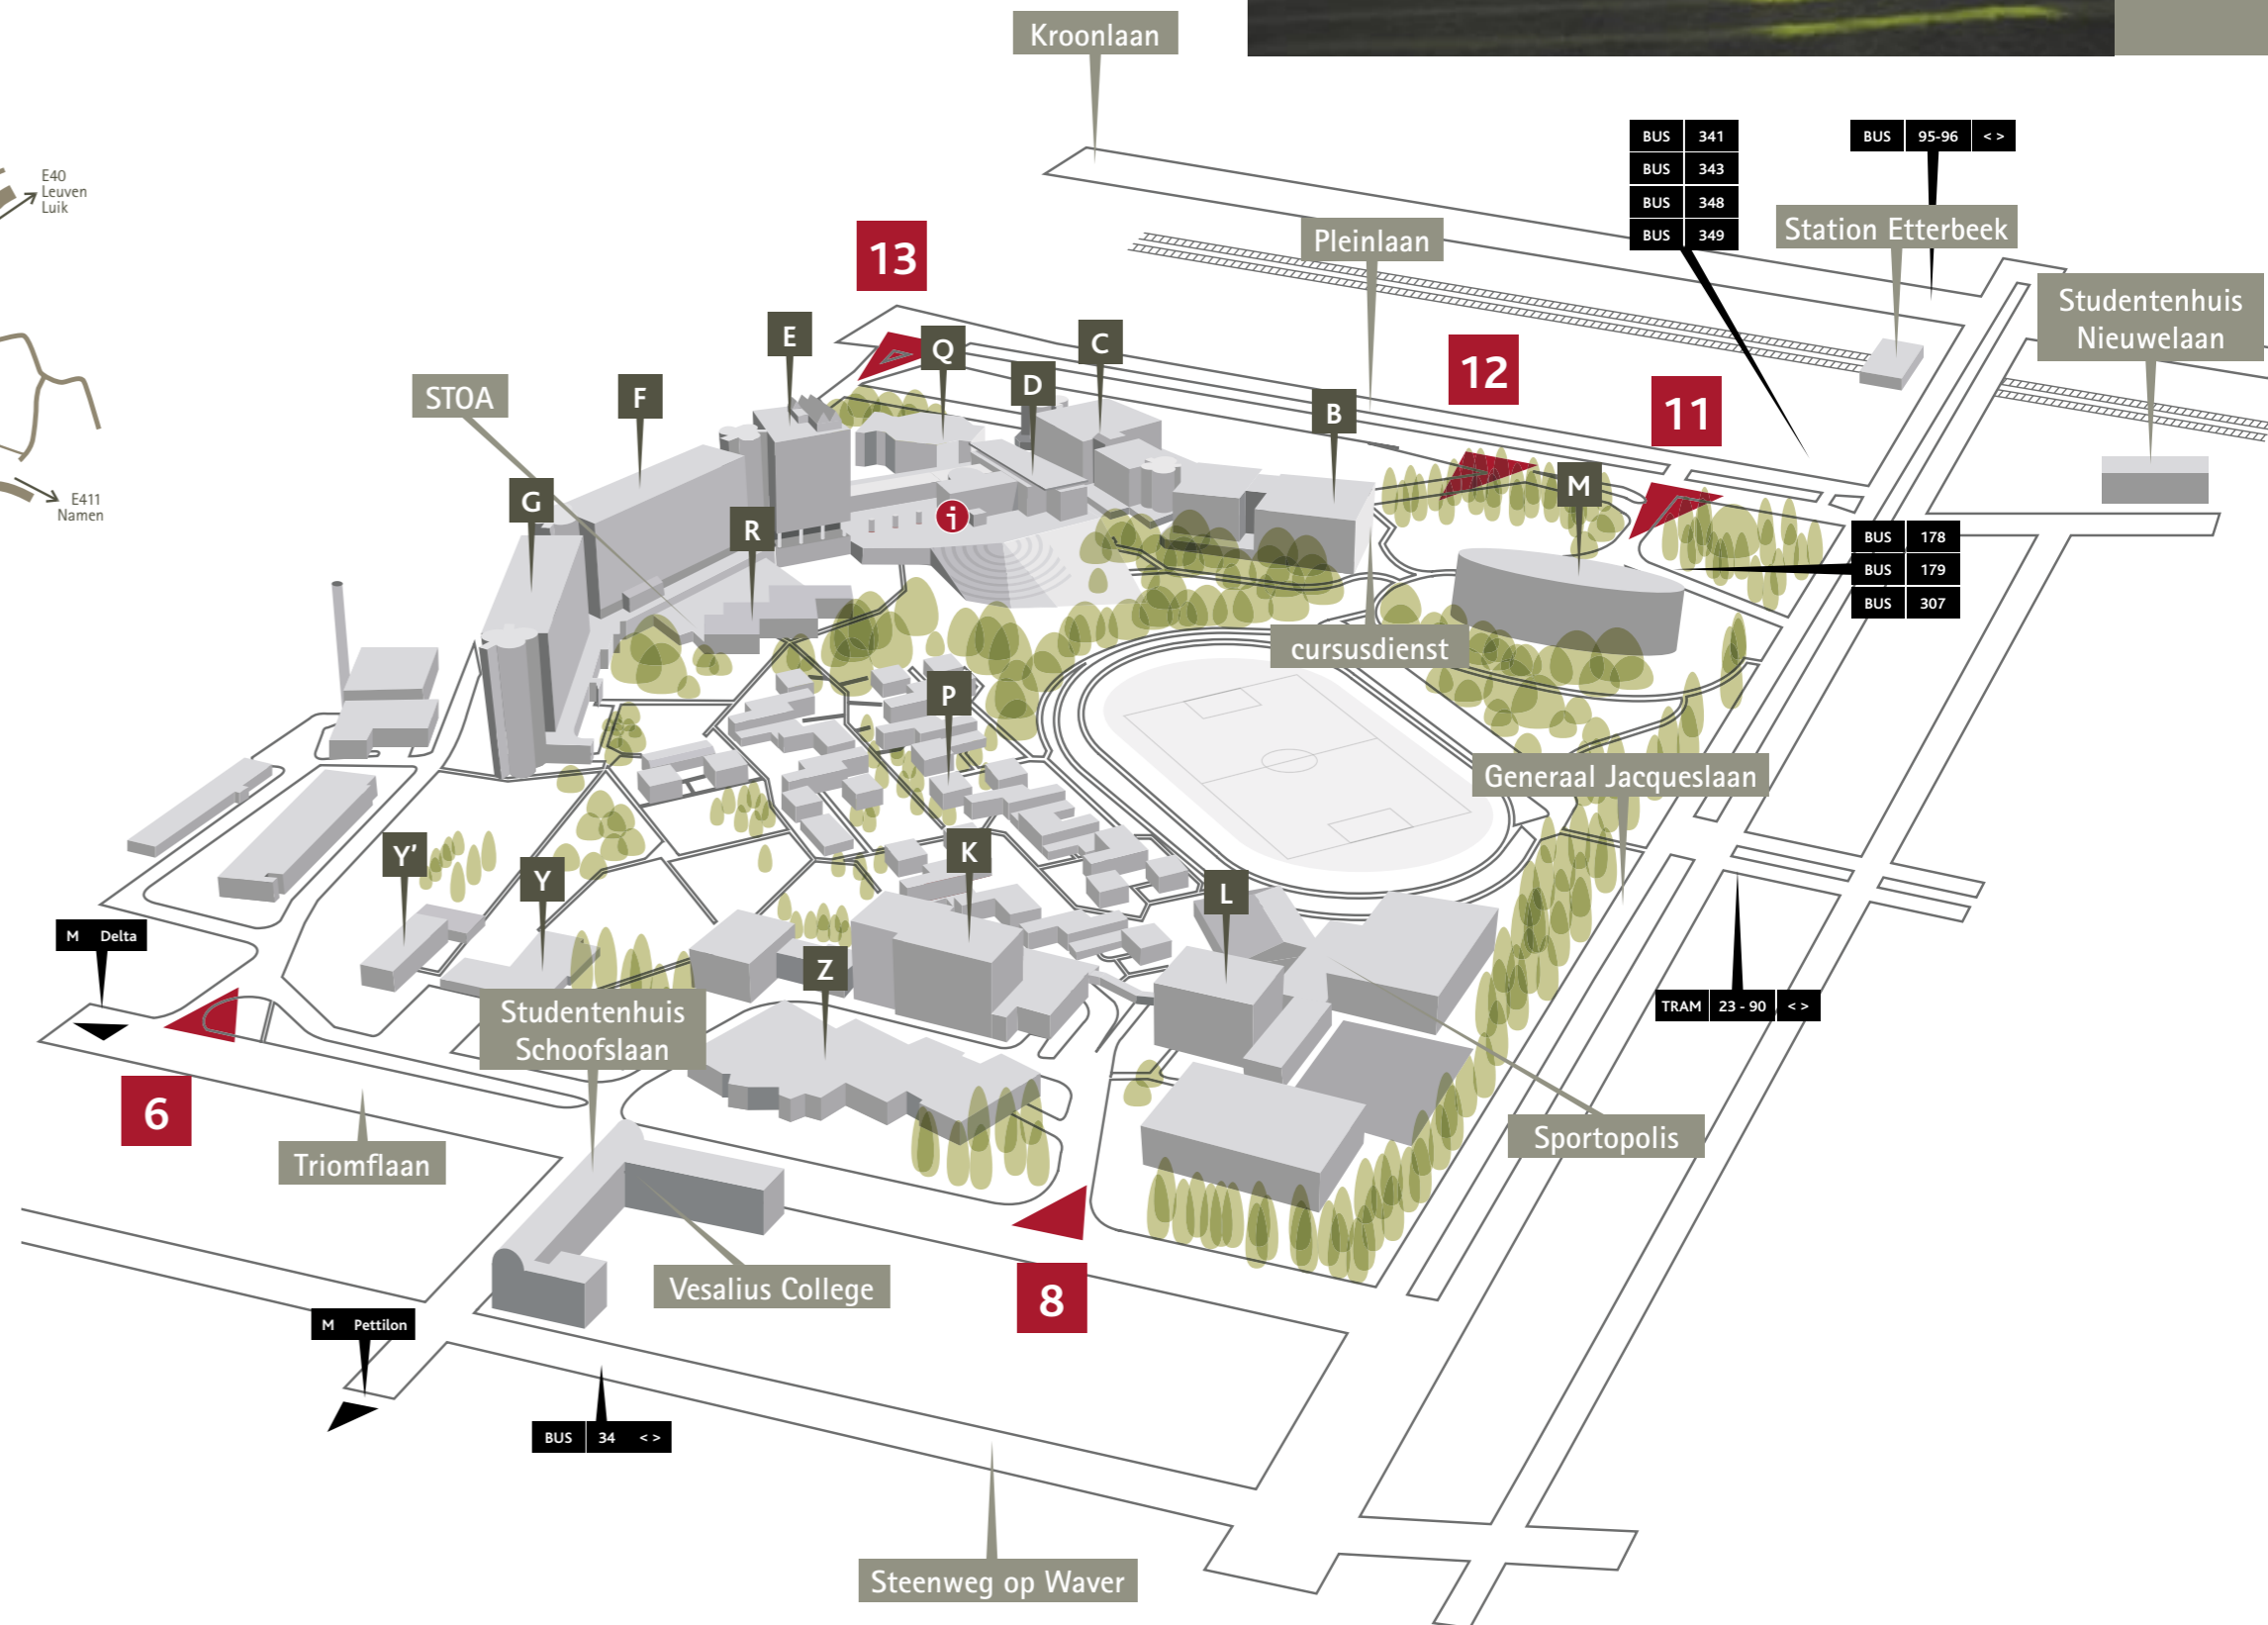 Kroonlaan
BUS 341
BUS 343
BUS 348
BUS 349
BUS 95-96 < >
E40
Leuven
Luik
13
Pleinlaan
Station Etterbeek
Studentenhuis
Nieuwelaan
E
Q
C
12
STOA
F
D
B
11
M
G
R
i
E411
Namen
BUS 178
BUS 179
BUS 307
cursusdienst
P
Generaal Jacqueslaan
Y'
Y
K
L
M Delta
Z
Studentenhuis
Schoofslaan
TRAM 23 - 90 < >
6
Triomflaan
Sportopolis
Vesalius College
8
M Pettilon
BUS 34 < >
Steenweg op Waver